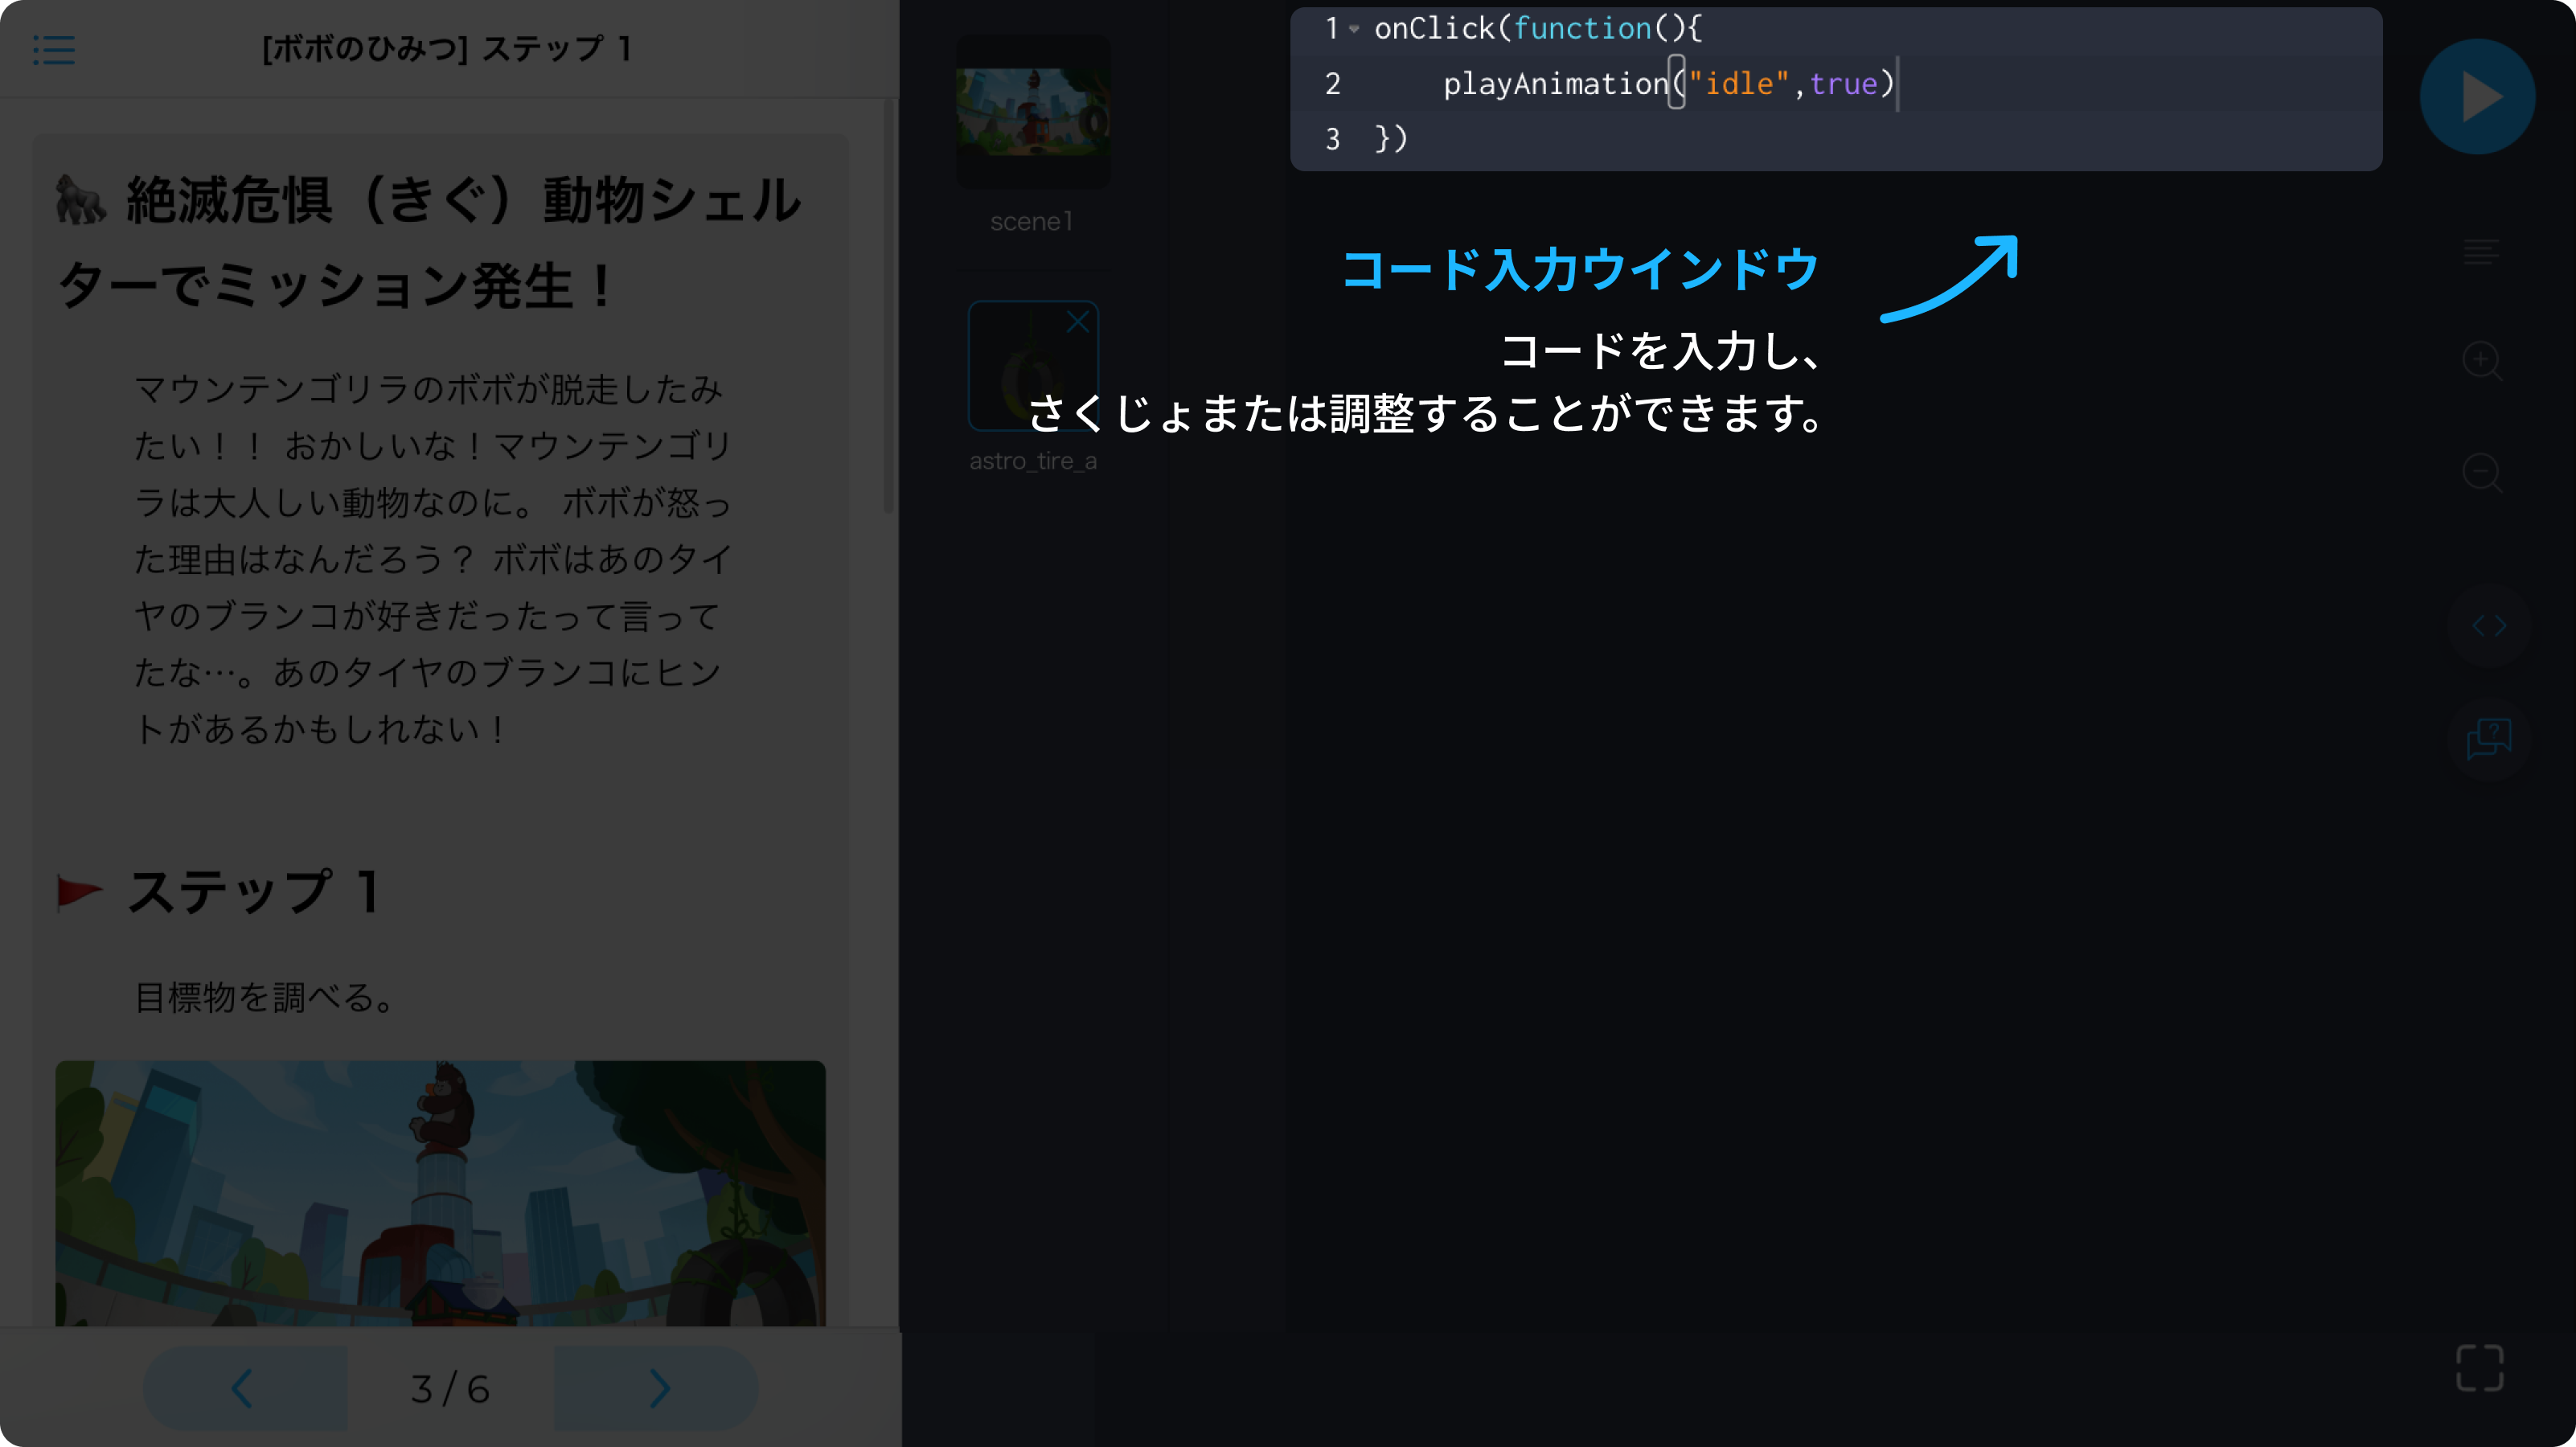 [ボボのひみつ] ステップ 1
🦍 絶滅危惧（きぐ）動物シェル
ターでミッション発生！
マウンテンゴリラのボボが脱走したみ
たい！！ おかしいな！マウンテンゴリ
ラは大人しい動物なのに。 ボボが怒っ
た理由はなんだろう？ ボボはあのタイ
ヤのブランコが好きだったって言って
たな…。あのタイヤのブランコにヒン
トがあるかもしれない！
🚩 ステップ 1
目標物を調べる。
3 / 6
scene1
astro_tire_a
1 onClick(function(){
2 playAnimation("idle",true)
3 })
コード入力ウインドウ
コードを入力し、
さくじょまたは調整することができます。